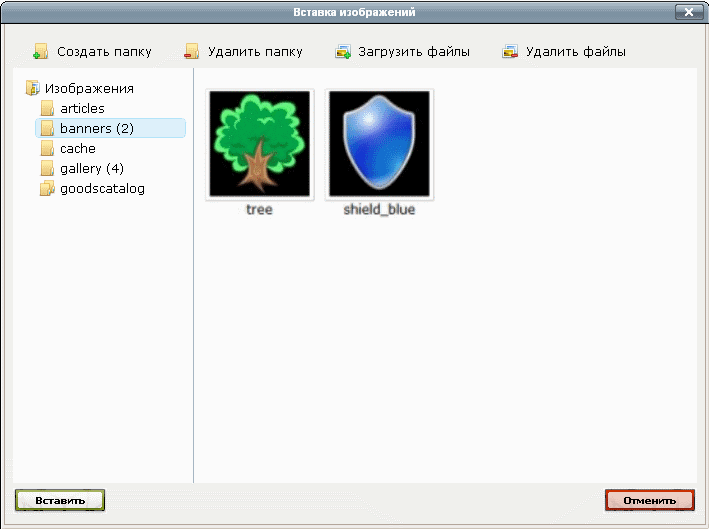 Вставка изображений
Создать папку Удалить папку Загрузить файлы Удалить файлы
Изображения
articles
banners (2)
cache
gallery (4)
goodscatalog
tree shield_blue
Вставить Отменить